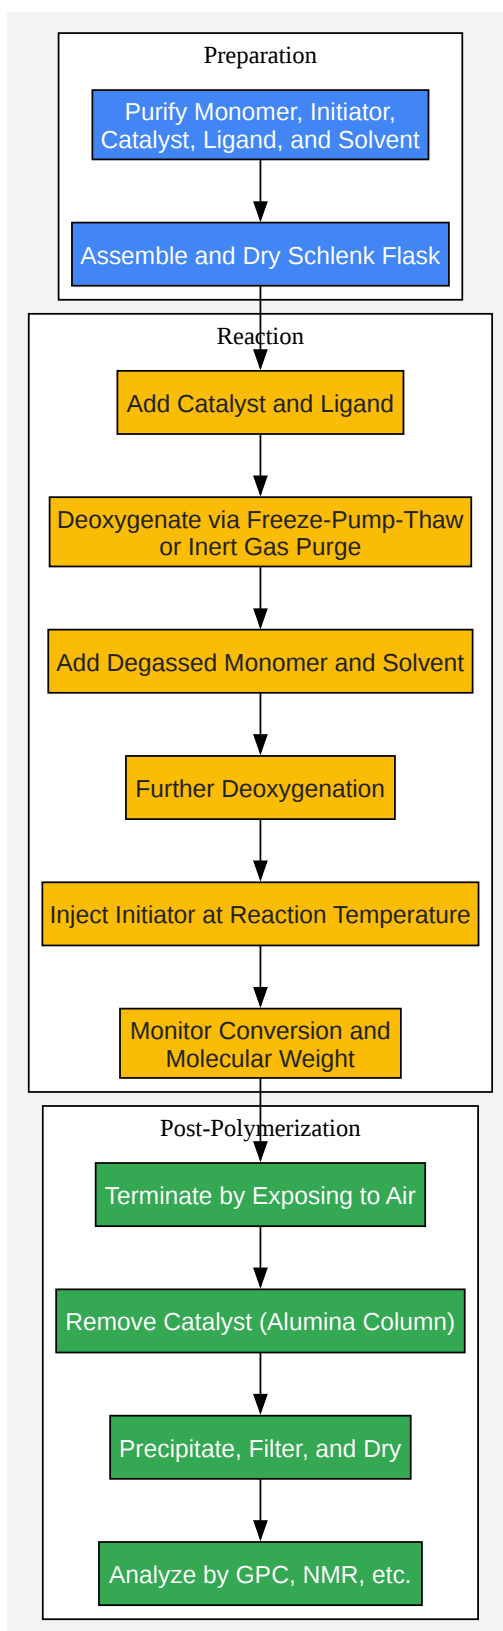 Preparation
Purify Monomer, Initiator,
Catalyst, Ligand, and Solvent
Assemble and Dry Schlenk Flask
Reaction
Add Catalyst and Ligand
Deoxygenate via Freeze-Pump-Thaw
or Inert Gas Purge
Add Degassed Monomer and Solvent
Further Deoxygenation
Inject Initiator at Reaction Temperature
Monitor Conversion and
Molecular Weight
Post-Polymerization
Terminate by Exposing to Air
Remove Catalyst (Alumina Column)
Precipitate, Filter, and Dry
Analyze by GPC, NMR, etc.